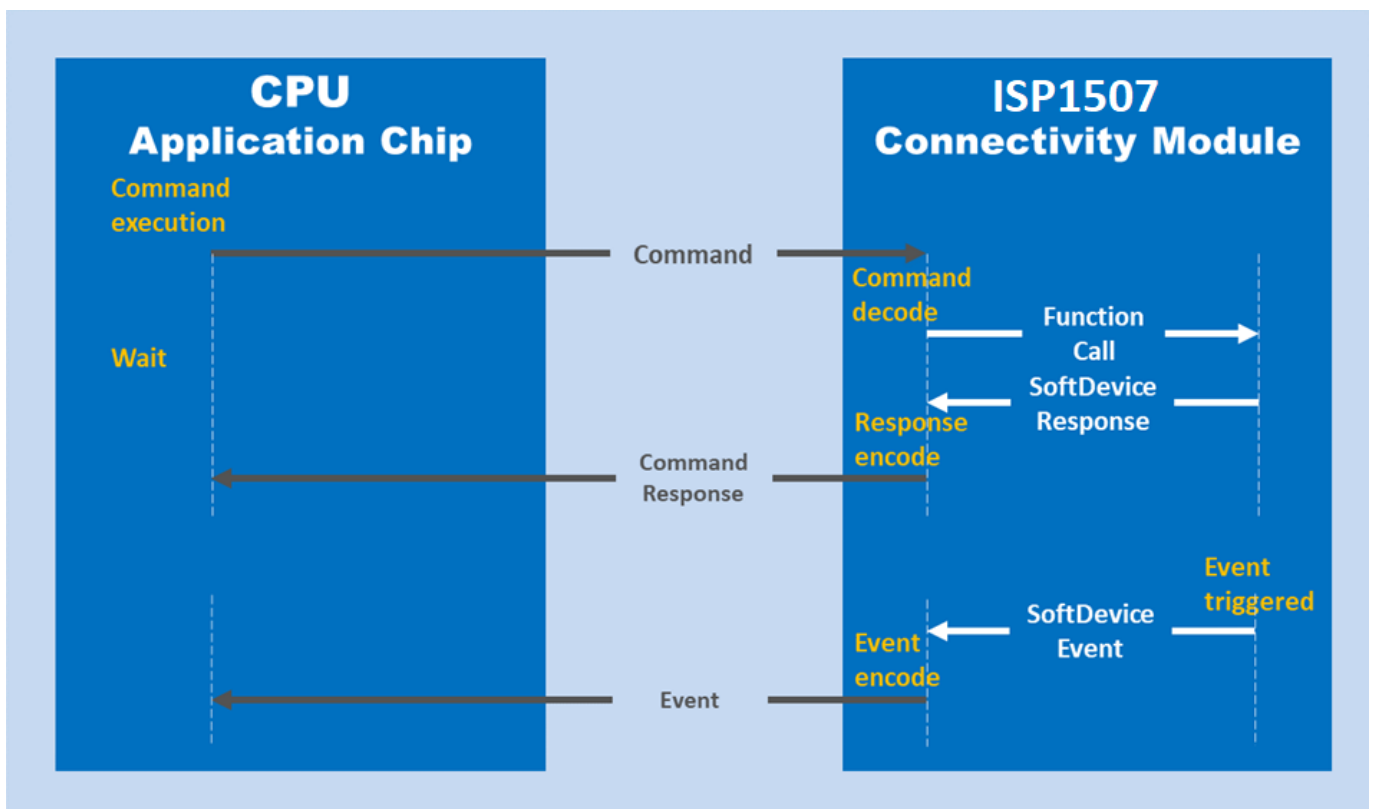 CPU
Application Chip
ISP1507
Connectivity Module
Command
execution
Command
Command
decode
Function
Call
Wait
SoftDevice
Response
Response
encode
Command
Response
Event
triggered
SoftDevice
Event
Event
encode
Event